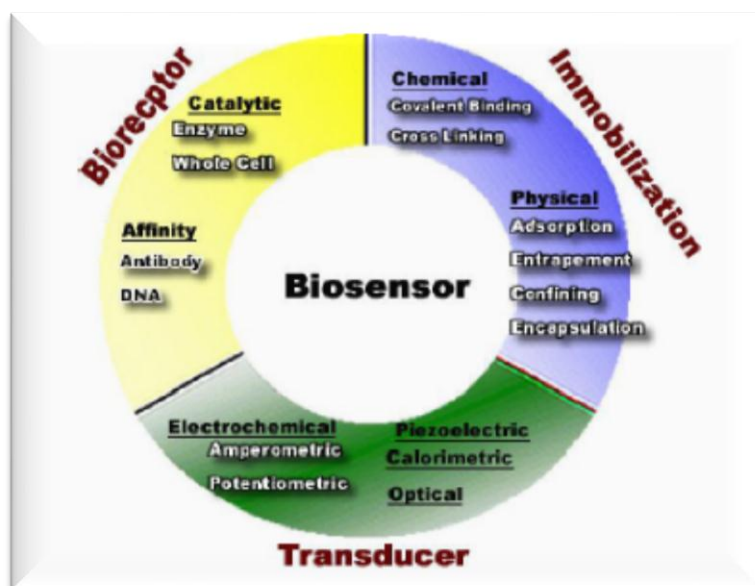 Biorecptor
Catalytic
Enzyme
Whole Cell
Affinity
Antibody
DNA
Immobilization
Chemical
Covalent Binding
Cross Linking
Physical
Adsorption
Entrapement
Confining
Encapsulation
Biosensor
Electrochemical
Amperometric
Potentiometric
Piezoelectric
Calorimetric
Optical
Transducer